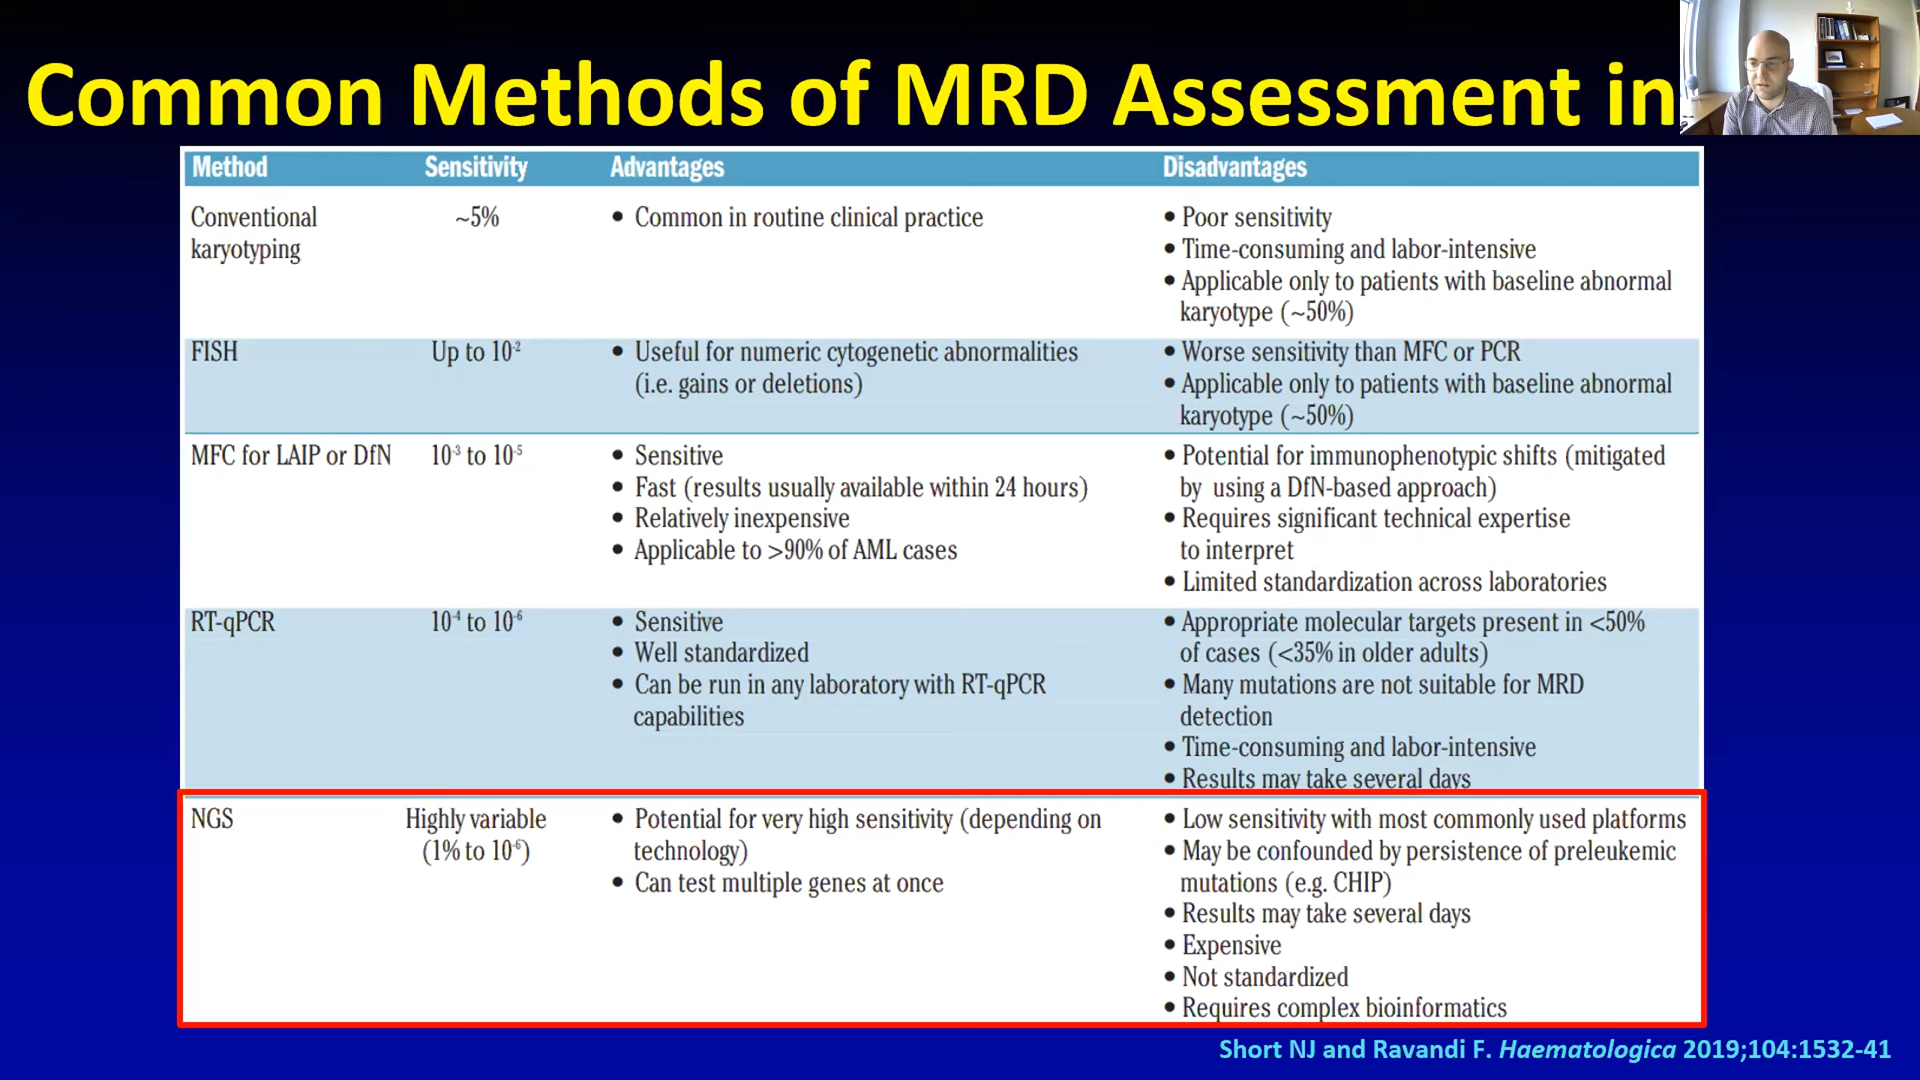 Common Methods of MRD Assessment in
Method Sensitivity Advantages Disadvantages
Conventional karyotyping
~5%
• Common in routine clinical practice
• Poor sensitivity
• Time-consuming and labor-intensive
• Applicable only to patients with baseline abnormal
karyotype (~50%)
FISH
Up to 10⁻²
• Useful for numeric cytogenetic abnormalities
(i.e. gains or deletions)
• Worse sensitivity than MFC or PCR
• Applicable only to patients with baseline abnormal
karyotype (~50%)
MFC for LAIP or DfN
10⁻³ to 10⁻⁵
• Sensitive
• Fast (results usually available within 24 hours)
• Relatively inexpensive
• Applicable to >90% of AML cases
• Potential for immunophenotypic shifts (mitigated
by using a DfN-based approach)
• Requires significant technical expertise
to interpret
• Limited standardization across laboratories
RT-qPCR
10⁻⁴ to 10⁻⁶
• Sensitive
• Well standardized
• Can be run in any laboratory with RT-qPCR
capabilities
• Appropriate molecular targets present in <50%
of cases (<35% in older adults)
• Many mutations are not suitable for MRD
detection
• Time-consuming and labor-intensive
• Results may take several days
NGS
Highly variable
(1% to 10⁻⁶)
• Potential for very high sensitivity (depending on
technology)
• Can test multiple genes at once
• Low sensitivity with most commonly used platforms
• May be confounded by persistence of preleukemic
mutations (e.g. CHIP)
• Results may take several days
• Expensive
• Not standardized
• Requires complex bioinformatics
Short NJ and Ravandi F. Haematologica 2019;104:1532-41